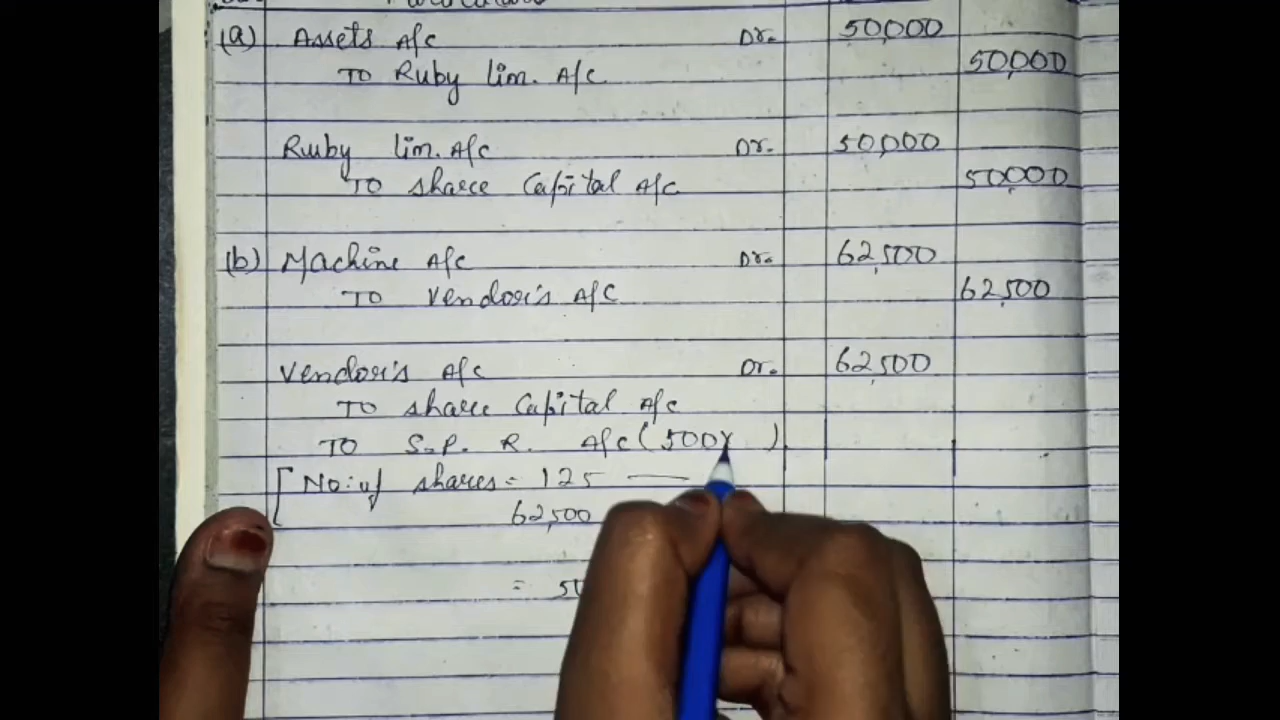 (a) Assets A/c Dr. 50,000
To Ruby lim. A/c 50,000
Ruby lim. A/c Dr. 50,000
To share Capital A/c 50,000
(b) Machine A/c Dr. 62,500
To Vendor's A/c 62,500
Vendor's A/c Dr. 62,500
To share Capital A/c
To S.P. R. A/c (500x )
[No. of shares = 125 —
62,500
=